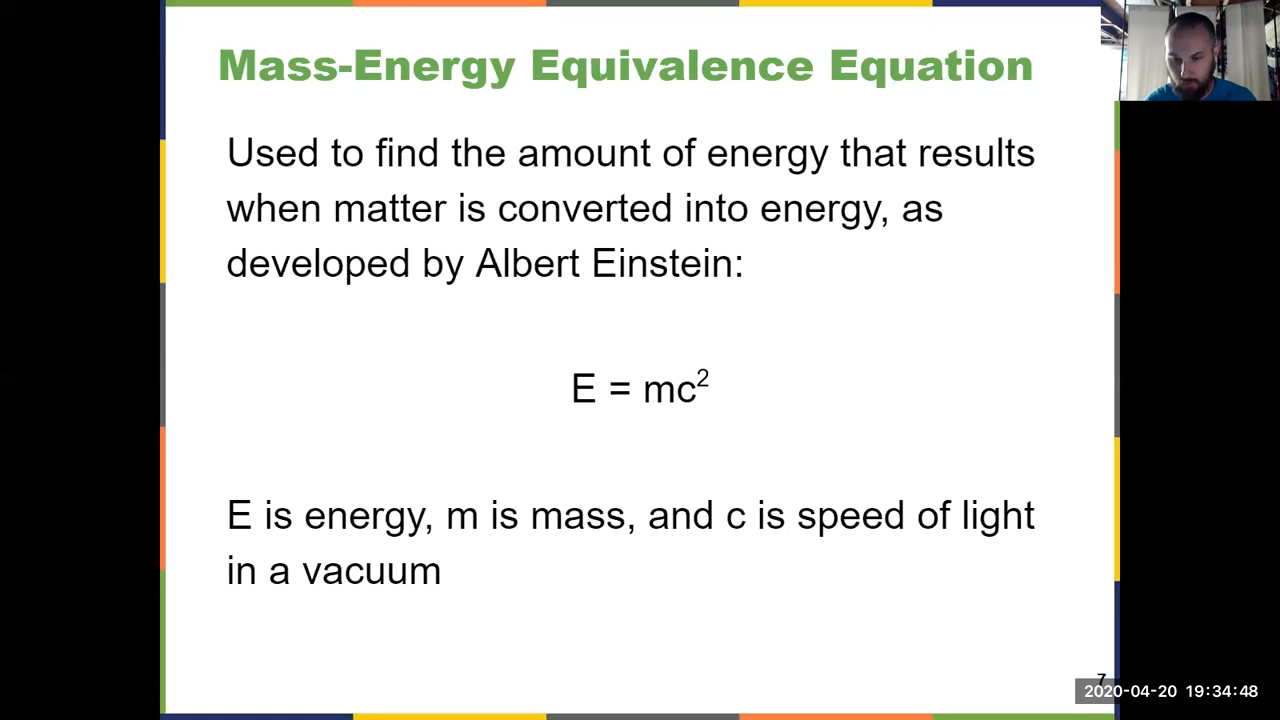 Mass-Energy Equivalence Equation
Used to find the amount of energy that results
when matter is converted into energy, as
developed by Albert Einstein:
E = mc²
E is energy, m is mass, and c is speed of light
in a vacuum
7
2020-04-20 19:34:48